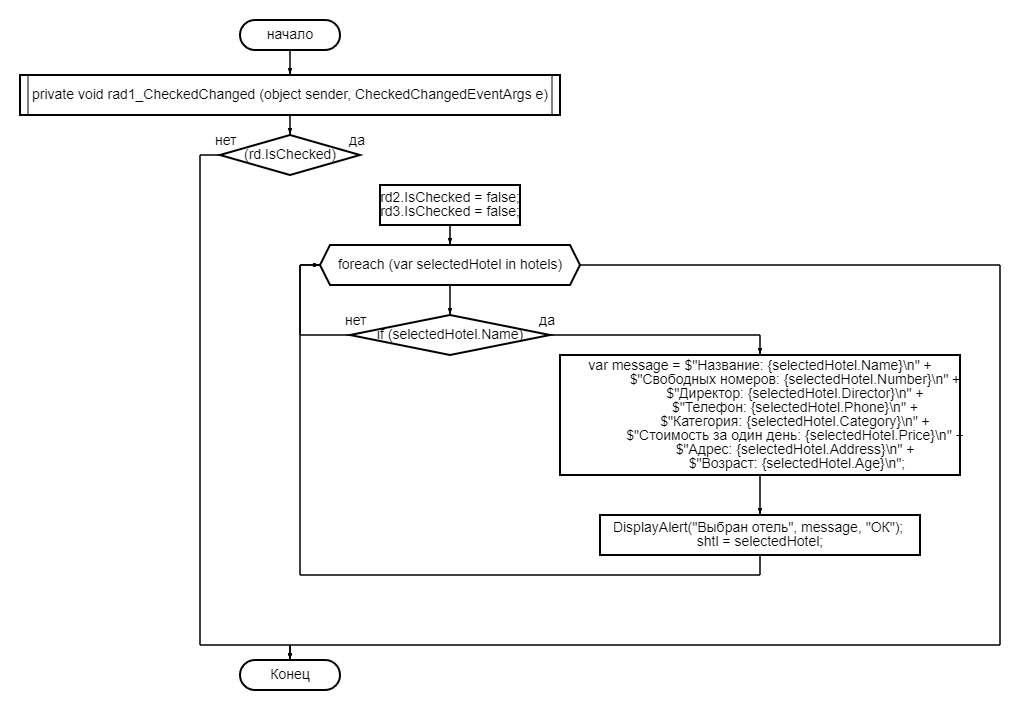 начало
private void rad1_CheckedChanged (object sender, CheckedChangedEventArgs e)
нет
да
(rd.IsChecked)
rd2.IsChecked = false;
rd3.IsChecked = false;
foreach (var selectedHotel in hotels)
нет
да
if (selectedHotel.Name)
var message = $"Название: {selectedHotel.Name}\n" +
$"Свободных номеров: {selectedHotel.Number}\n" +
$"Директор: {selectedHotel.Director}\n" +
$"Телефон: {selectedHotel.Phone}\n" +
$"Категория: {selectedHotel.Category}\n" +
$"Стоимость за один день: {selectedHotel.Price}\n" +
$"Адрес: {selectedHotel.Address}\n" +
$"Возраст: {selectedHotel.Age}\n";
DisplayAlert("Выбран отель", message, "ОК");
shtl = selectedHotel;
Конец